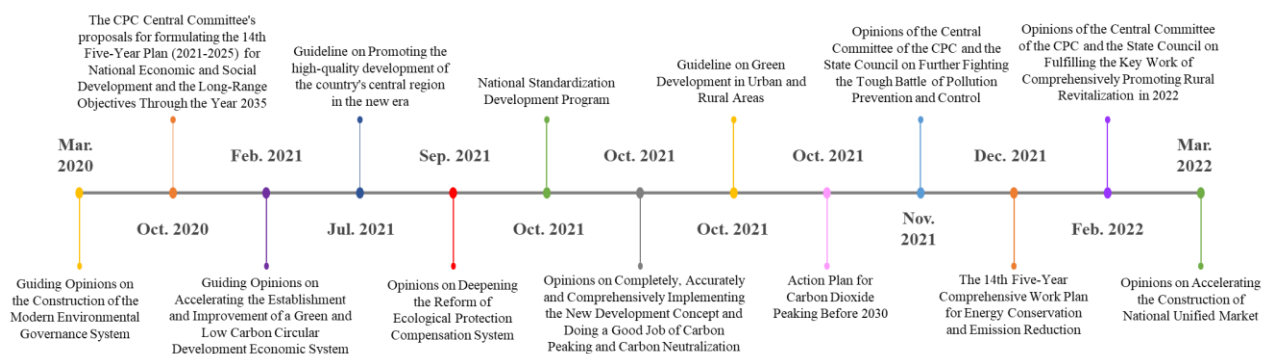 The CPC Central Committee's
proposals for formulating the 14th
Five-Year Plan (2021-2025) for
National Economic and Social
Development and the Long-Range
Objectives Through the Year 2035
Guideline on Promoting the
high-quality development of
the country's central region
in the new era
National Standardization
Development Program
Guideline on Green
Development in Urban and
Rural Areas
Opinions of the Central
Committee of the CPC and the
State Council on Further Fighting
the Tough Battle of Pollution
Prevention and Control
Opinions of the Central Committee
of the CPC and the State Council on
Fulfilling the Key Work of
Comprehensively Promoting Rural
Revitalization in 2022
Mar.
2020
Feb. 2021
Sep. 2021
Oct. 2021
Oct. 2021
Dec. 2021
Mar.
2022
Oct. 2020
Jul. 2021
Oct. 2021
Oct. 2021
Nov.
2021
Feb. 2022
Guiding Opinions on
the Construction of the
Modern Environmental
Governance System
Guiding Opinions on
Accelerating the Establishment
and Improvement of a Green and
Low Carbon Circular
Development Economic System
Opinions on Deepening
the Reform of
Ecological Protection
Compensation System
Opinions on Completely, Accurately
and Comprehensively Implementing
the New Development Concept and
Doing a Good Job of Carbon
Peaking and Carbon Neutralization
Action Plan for
Carbon Dioxide
Peaking Before 2030
The 14th Five-Year
Comprehensive Work Plan
for Energy Conservation
and Emission Reduction
Opinions on Accelerating
the Construction of
National Unified Market